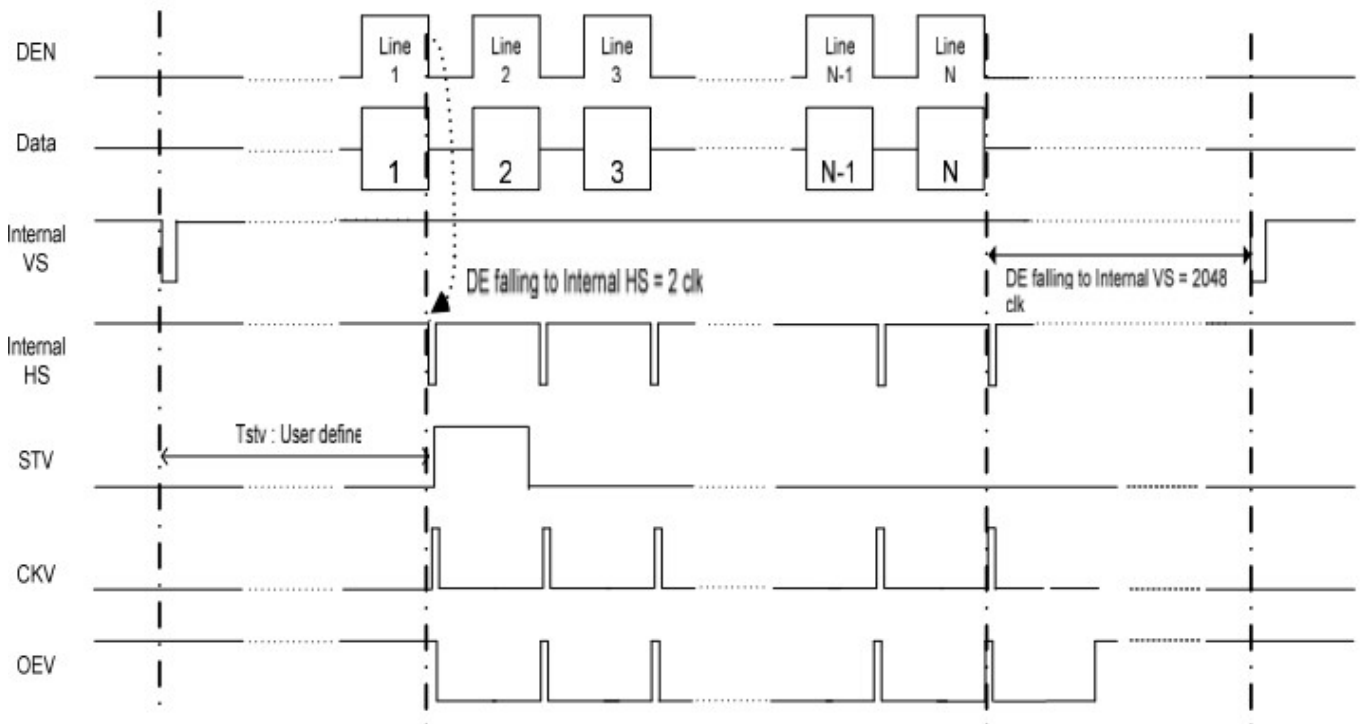 DEN
Line
1
Line
2
Line
3
Line
N-1
Line
N
Data
1
2
3
N-1
N
Internal
VS
DE falling to Internal HS = 2 clk
DE falling to Internal VS = 2048
clk
Internal
HS
Tstv : User define
STV
CKV
OEV